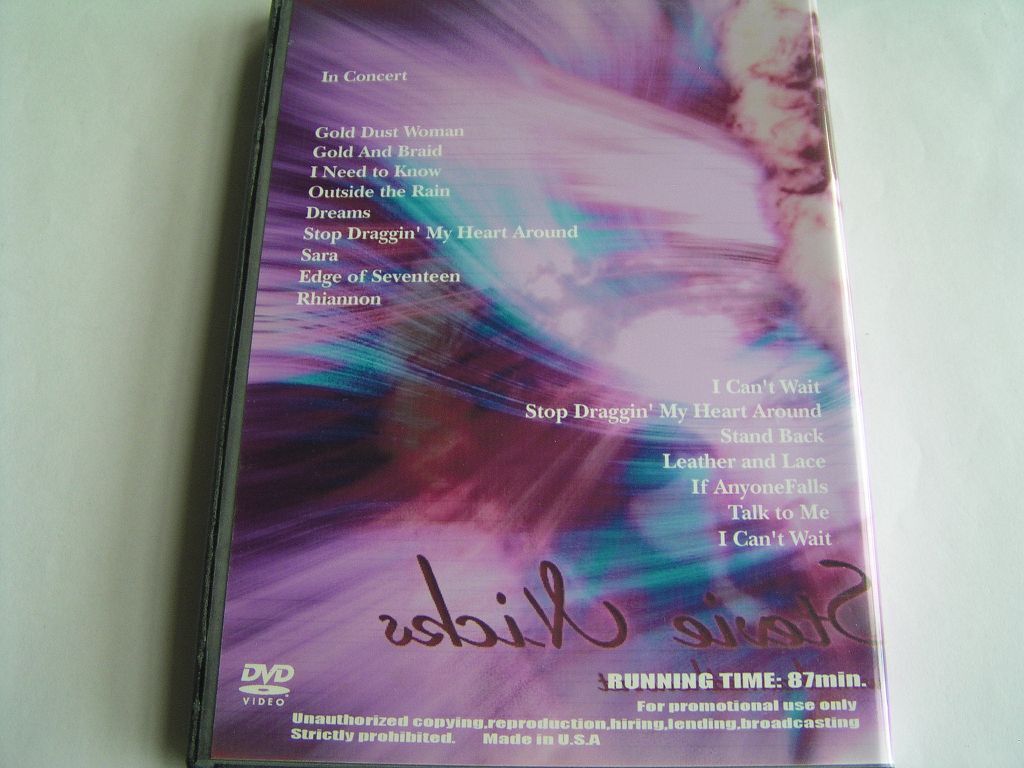 In Concert
Gold Dust Woman
Gold And Braid
I Need to Know
Outside the Rain
Dreams
Stop Draggin' My Heart Around
Sara
Edge of Seventeen
Rhiannon
I Can't Wait
Stop Draggin' My Heart Around
Stand Back
Leather and Lace
If AnyoneFalls
Talk to Me
I Can't Wait
Stevie Nicks
DVD
VIDEO
RUNNING TIME: 87min.
For promotional use only
Unauthorized copying,reproduction,hiring,lending,broadcasting
Strictly prohibited. Made in U.S.A